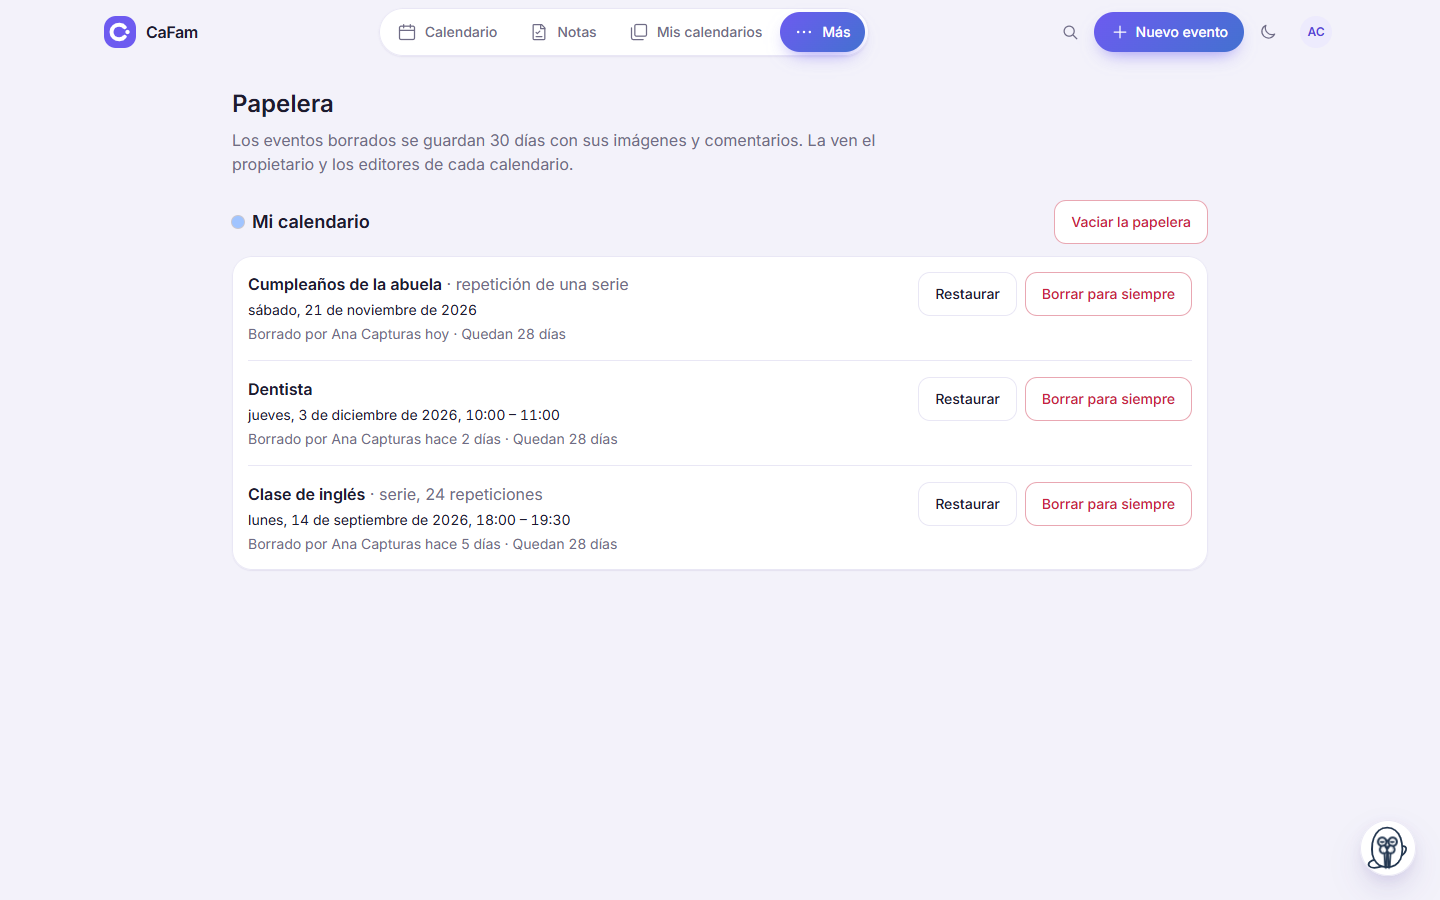 CaFam
Calendario
Notas
Mis calendarios
Más
Nuevo evento
AC
Papelera
Los eventos borrados se guardan 30 días con sus imágenes y comentarios. La ven el
propietario y los editores de cada calendario.
Mi calendario
Vaciar la papelera
Cumpleaños de la abuela · repetición de una serie
sábado, 21 de noviembre de 2026
Borrado por Ana Capturas hoy · Quedan 28 días
Restaurar
Borrar para siempre
Dentista
jueves, 3 de diciembre de 2026, 10:00 – 11:00
Borrado por Ana Capturas hace 2 días · Quedan 28 días
Restaurar
Borrar para siempre
Clase de inglés · serie, 24 repeticiones
lunes, 14 de septiembre de 2026, 18:00 – 19:30
Borrado por Ana Capturas hace 5 días · Quedan 28 días
Restaurar
Borrar para siempre